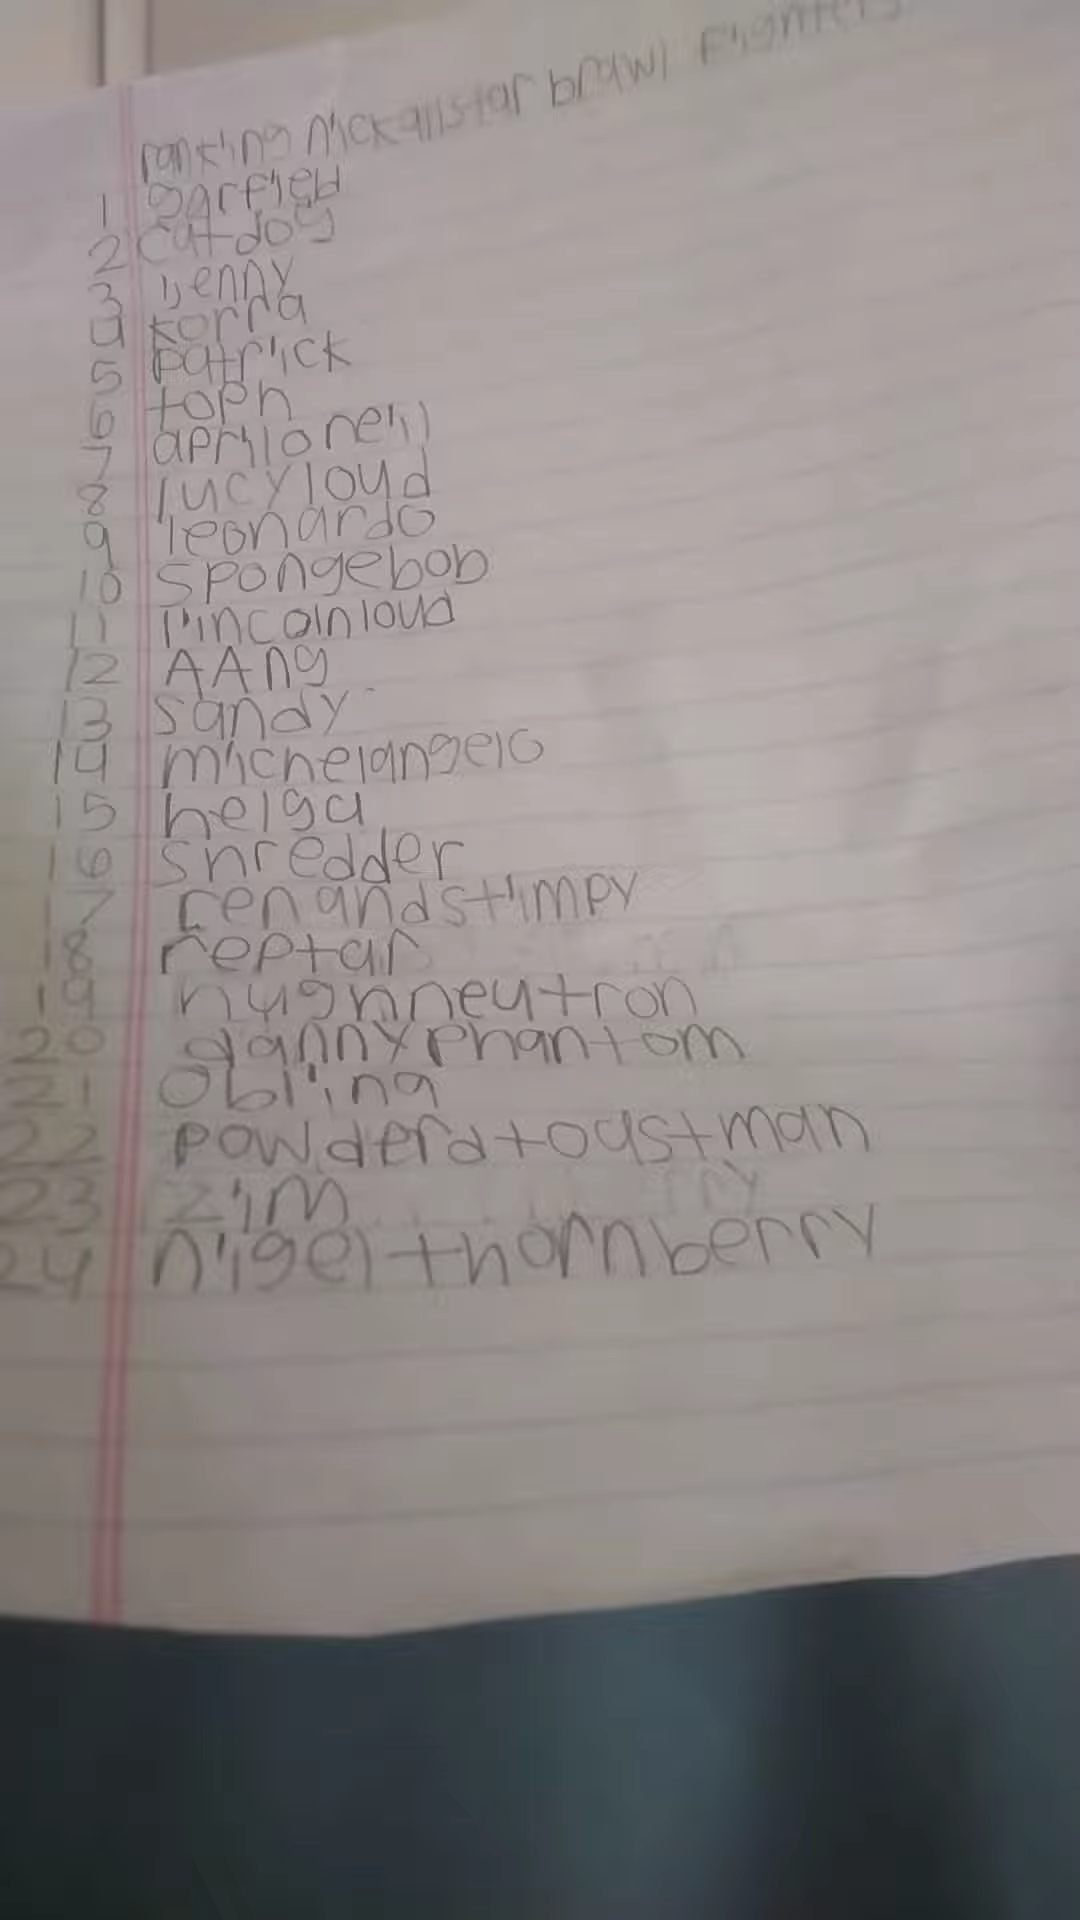 ranking nickallstar brawl fighters
1 garfield
2 catdog
3 jenny
4 korra
5 patrick
6 toph
7 apriloneil
8 lucyloud
9 leonardo
10 spongebob
11 lincolnloud
12 AAng
13 sandy
14 michelangelo
15 helga
16 shredder
17 renandstimpy
18 reptar
19 hughneutron
20 dannyphantom
21 oblina
22 powderdtoastman
23 zim
24 nigelthornberry